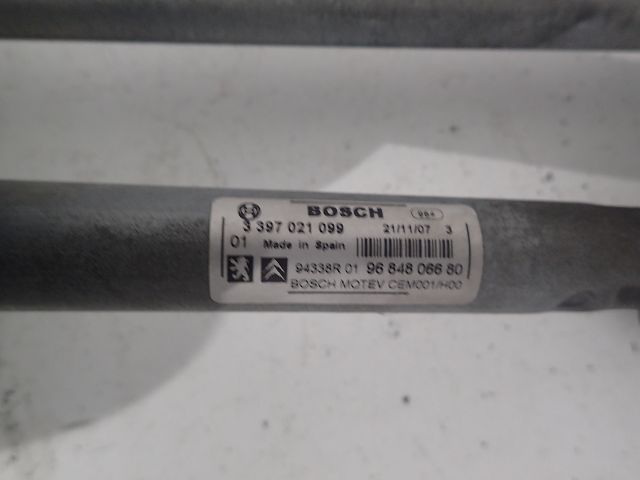 BOSCH
3 397 021 099 21/11/07 3
01 Made in Spain
94338R 01 96 848 066 80
BOSCH MOTEV CEM001/H00